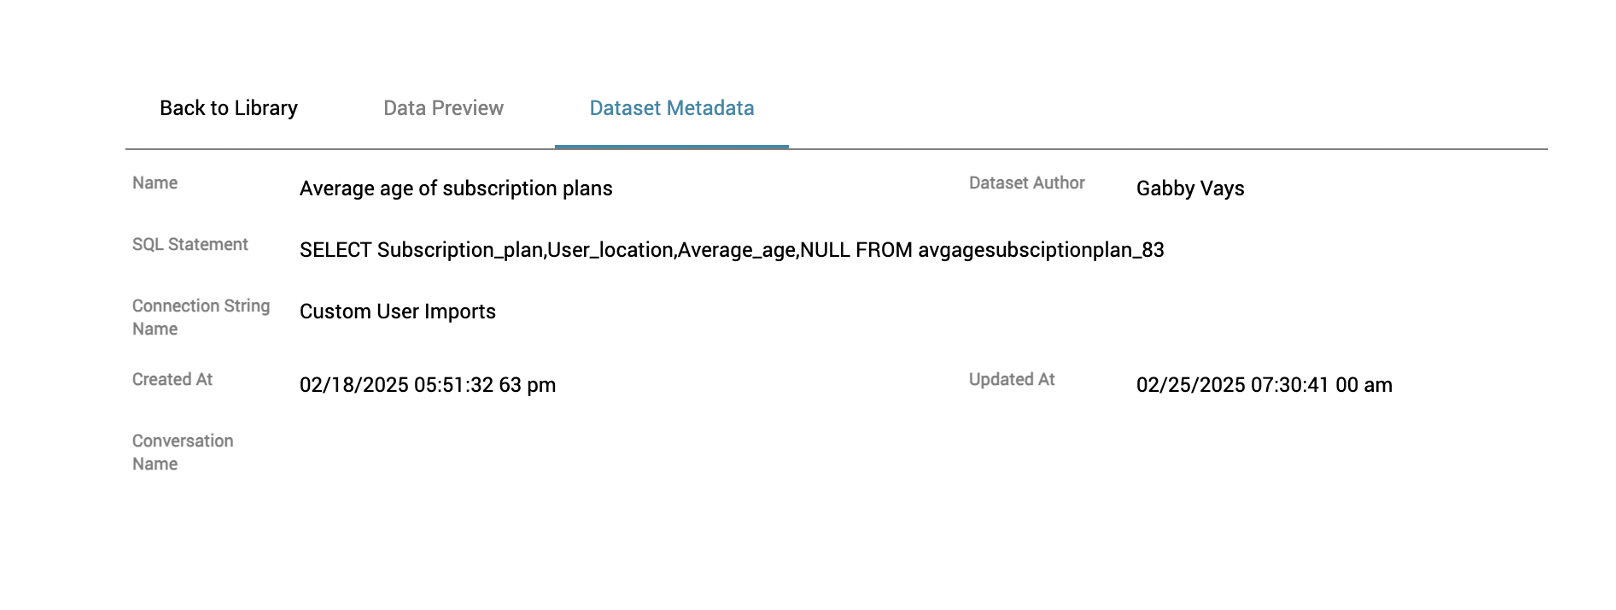 Back to Library
Data Preview
Dataset Metadata
Name
Average age of subscription plans
Dataset Author
Gabby Vays
SQL Statement
SELECT Subscription_plan,User_location,Average_age,NULL FROM avgagesubsciptionplan_83
Connection String
Name
Custom User Imports
Created At
02/18/2025 05:51:32 63 pm
Updated At
02/25/2025 07:30:41 00 am
Conversation
Name